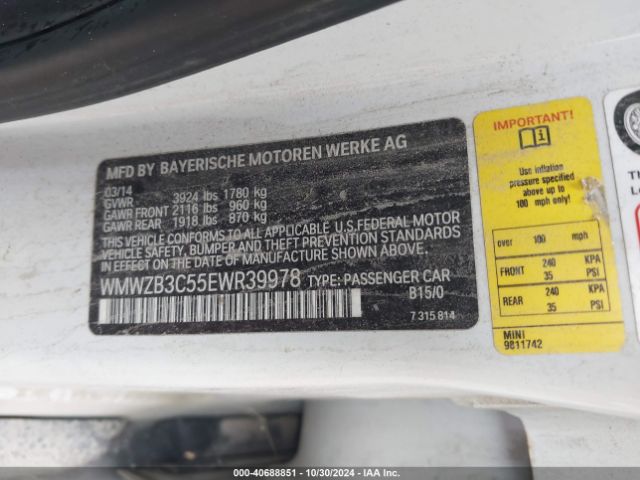 MFD BY BAYERISCHE MOTOREN WERKE AG
03/14
GVWR 3924 lbs 1780 kg
GAWR FRONT 2116 lbs 960 kg
GAWR REAR 1918 lbs 870 kg
THIS VEHICLE CONFORMS TO ALL APPLICABLE U.S.FEDERAL MOTOR
VEHICLE SAFETY, BUMPER AND THEFT PREVENTION STANDARDS
IN EFFECT ON THE DATE OF MANUFACTURE SHOWN ABOVE.
WMWZB3C55EWR39978 TYPE: PASSENGER CAR
B15/0
7 315 814
IMPORTANT!
Use inflation
pressure specified
above up to
100 mph only!
over 100 mph
FRONT 240 KPA
35 PSI
REAR 240 KPA
35 PSI
MINI
9811742
000-40688851 - 10/30/2024 - IAA Inc.